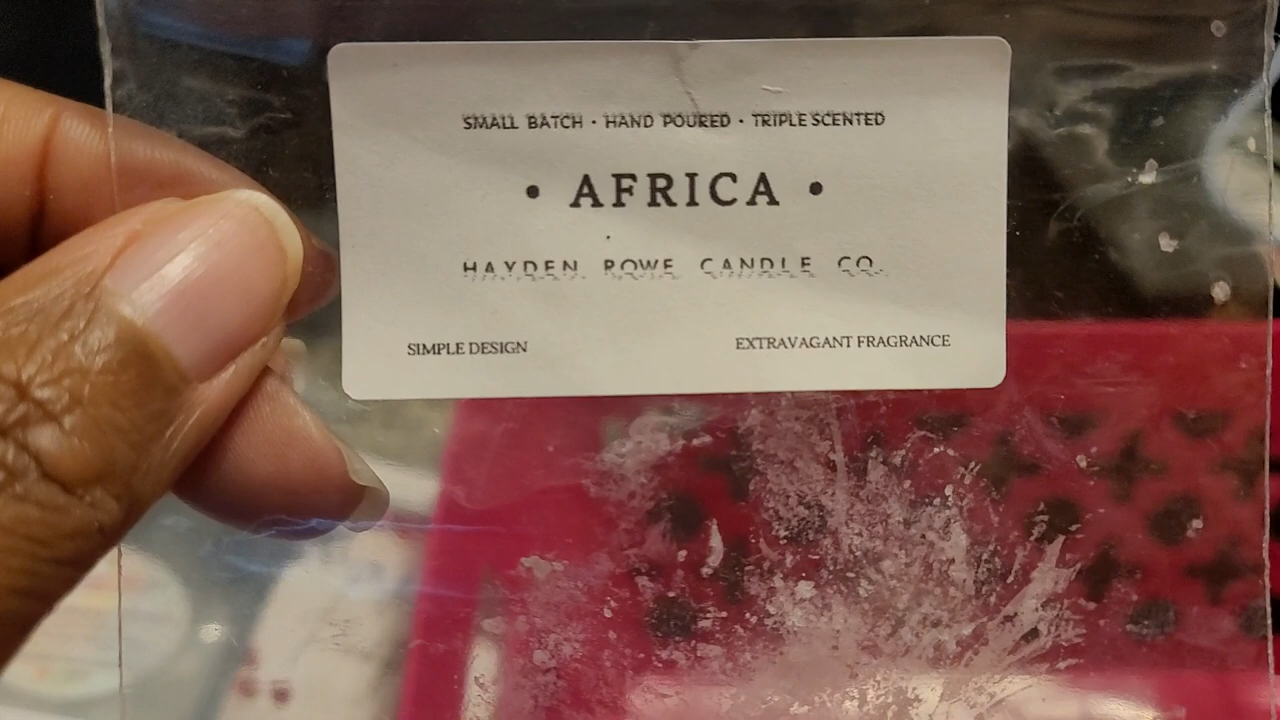 SMALL BATCH • HAND POURED • TRIPLE SCENTED
• AFRICA •
HAYDEN ROWE CANDLE CO.
SIMPLE DESIGN
EXTRAVAGANT FRAGRANCE